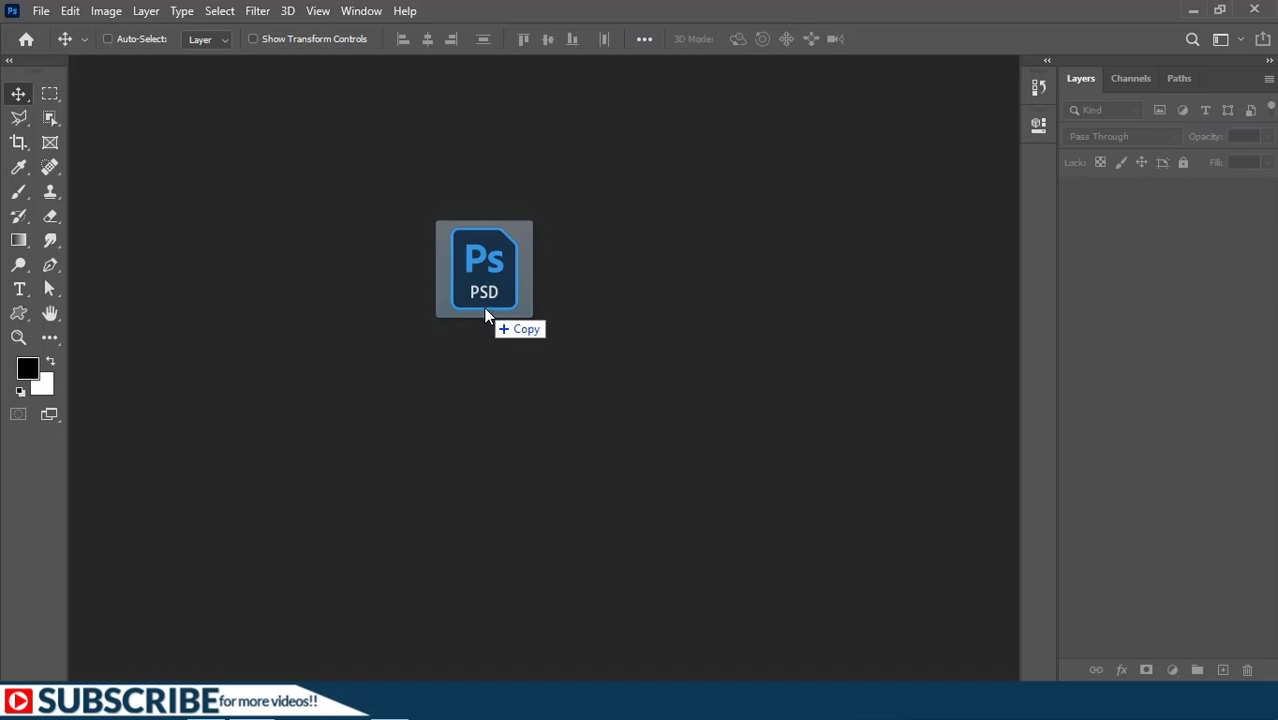 Ps File Edit Image Layer Type Select Filter 3D View Window Help
Auto-Select: Layer Show Transform Controls 3D Mode:
Layers Channels Paths
Kind
Pass Through Opacity:
Lock: Fill:
Ps
PSD
+ Copy
SUBSCRIBE for more videos!!